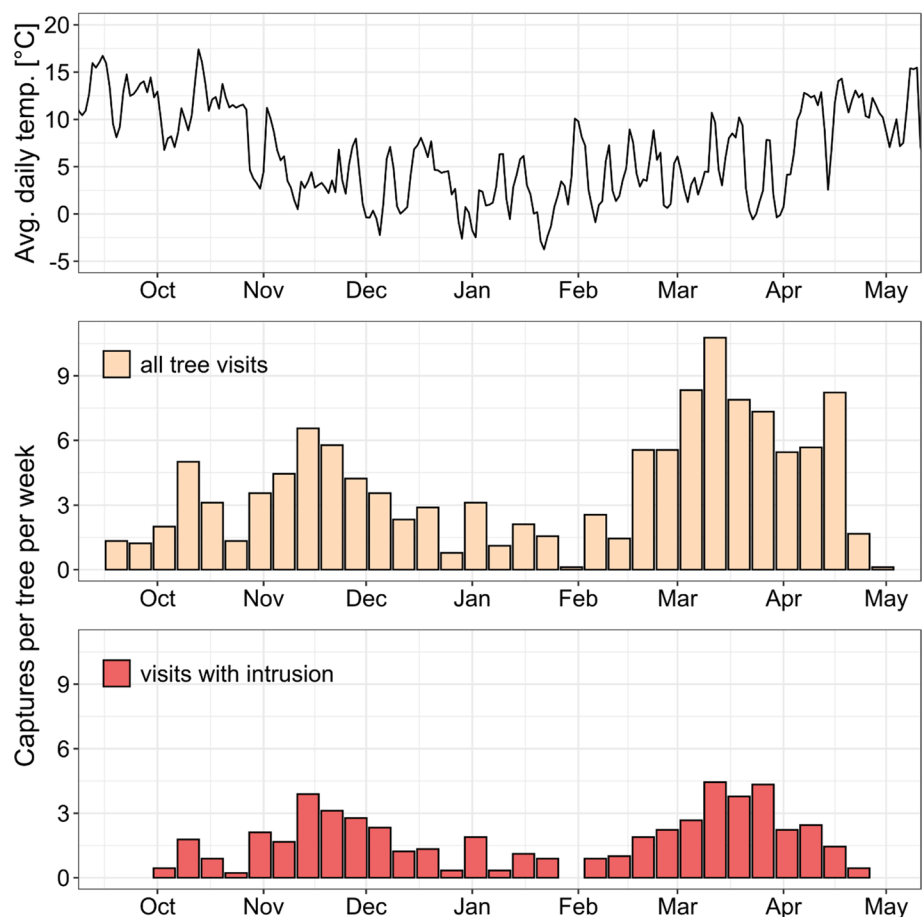 Avg. daily temp. [°C]
20
15
10
5
0
-5
Oct Nov Dec Jan Feb Mar Apr May
Captures per tree per week
all tree visits
9
6
3
0
Oct Nov Dec Jan Feb Mar Apr May
visits with intrusion
9
6
3
0
Oct Nov Dec Jan Feb Mar Apr May